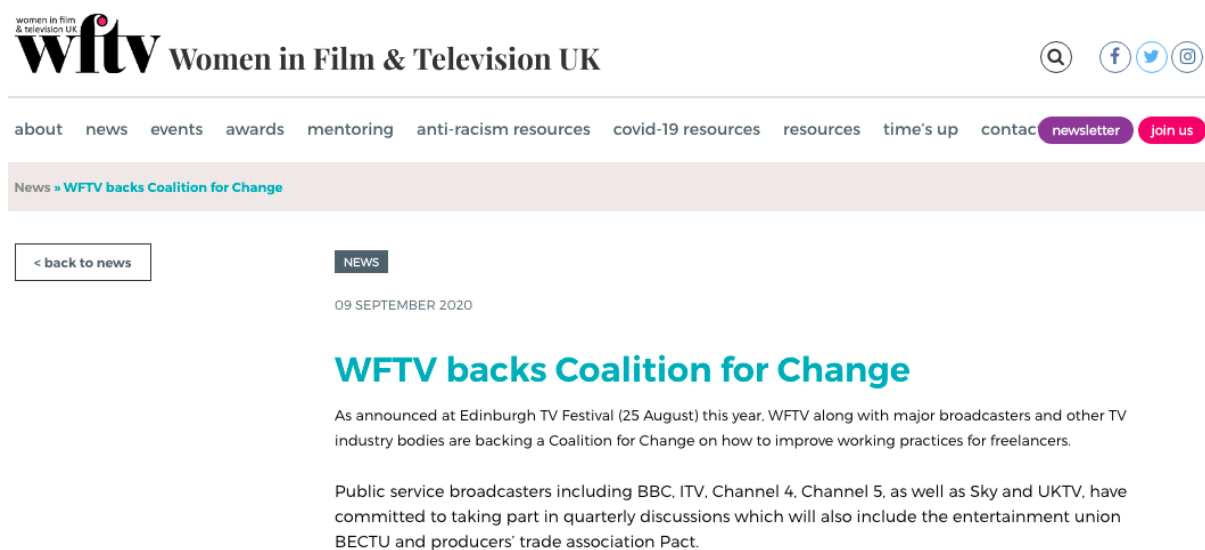 women in film
& television UK
wftv Women in Film & Television UK
about news events awards mentoring anti-racism resources covid-19 resources resources time's up contac newsletter join us
News » WFTV backs Coalition for Change
< back to news
NEWS
09 SEPTEMBER 2020
WFTV backs Coalition for Change
As announced at Edinburgh TV Festival (25 August) this year, WFTV along with major broadcasters and other TV
industry bodies are backing a Coalition for Change on how to improve working practices for freelancers.
Public service broadcasters including BBC, ITV, Channel 4, Channel 5, as well as Sky and UKTV, have
committed to taking part in quarterly discussions which will also include the entertainment union
BECTU and producers' trade association Pact.